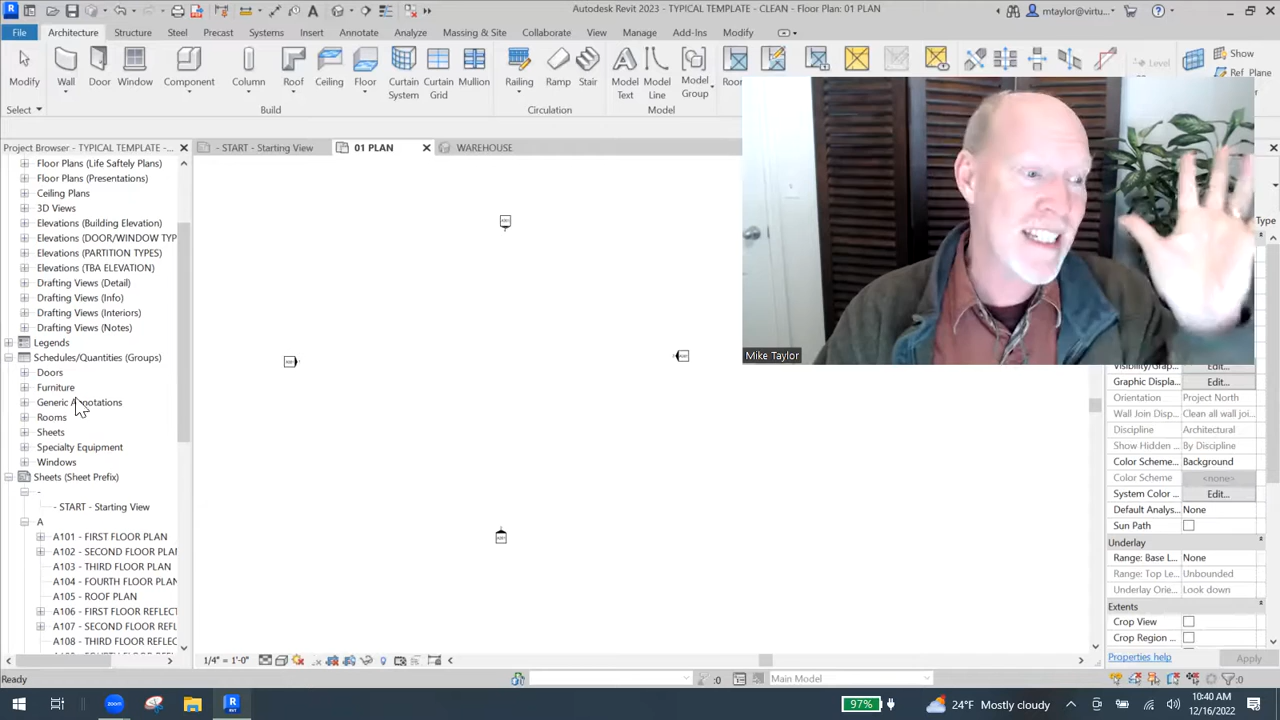 Autodesk Revit 2023 - TYPICAL TEMPLATE - CLEAN - Floor Plan: 01 PLAN
mtaylor@virtu...
File Architecture Structure Steel Precast Systems Insert Annotate Analyze Massing & Site Collaborate View Manage Add-Ins Modify
Modify Wall Door Window Component Column Roof Ceiling Floor Curtain System Curtain Grid Mullion Railing Ramp Stair Model Text Model Line Model Group Level Show
Ref Plane
Select Build Circulation Model
Project Browser - TYPICAL TEMPLATE -...
- START - Starting View 01 PLAN WAREHOUSE
Floor Plans (Life Saftely Plans)
Floor Plans (Presentations)
Ceiling Plans
3D Views
Elevations (Building Elevation)
Elevations (DOOR/WINDOW TYP
Elevations (PARTITION TYPES)
Elevations (TBA ELEVATION)
Drafting Views (Detail)
Drafting Views (Info)
Drafting Views (Interiors)
Drafting Views (Notes)
Legends
Schedules/Quantities (Groups)
Doors
Furniture
Generic Annotations
Rooms
Sheets
Specialty Equipment
Windows
Sheets (Sheet Prefix)
-
- START - Starting View
A
A101 - FIRST FLOOR PLAN
A102 - SECOND FLOOR PLAN
A103 - THIRD FLOOR PLAN
A104 - FOURTH FLOOR PLAN
A105 - ROOF PLAN
A106 - FIRST FLOOR REFLECT
A107 - SECOND FLOOR REFL
A108 - THIRD FLOOR REFLEC
Mike Taylor
Type
Visibility/Grap... Edit...
Graphic Displa... Edit...
Orientation Project North
Wall Join Disp... Clean all wall joi...
Discipline Architectural
Show Hidden ... By Discipline
Color Scheme... Background
Color Scheme <none>
System Color ... Edit...
Default Analys... None
Sun Path
Underlay
Range: Base L... None
Range: Top Le... Unbounded
Underlay Orie... Look down
Extents
Crop View
Crop Region ...
Properties help Apply
1/4" = 1'-0"
Ready
:0 Main Model :0
97% 24°F Mostly cloudy
10:40 AM
12/16/2022